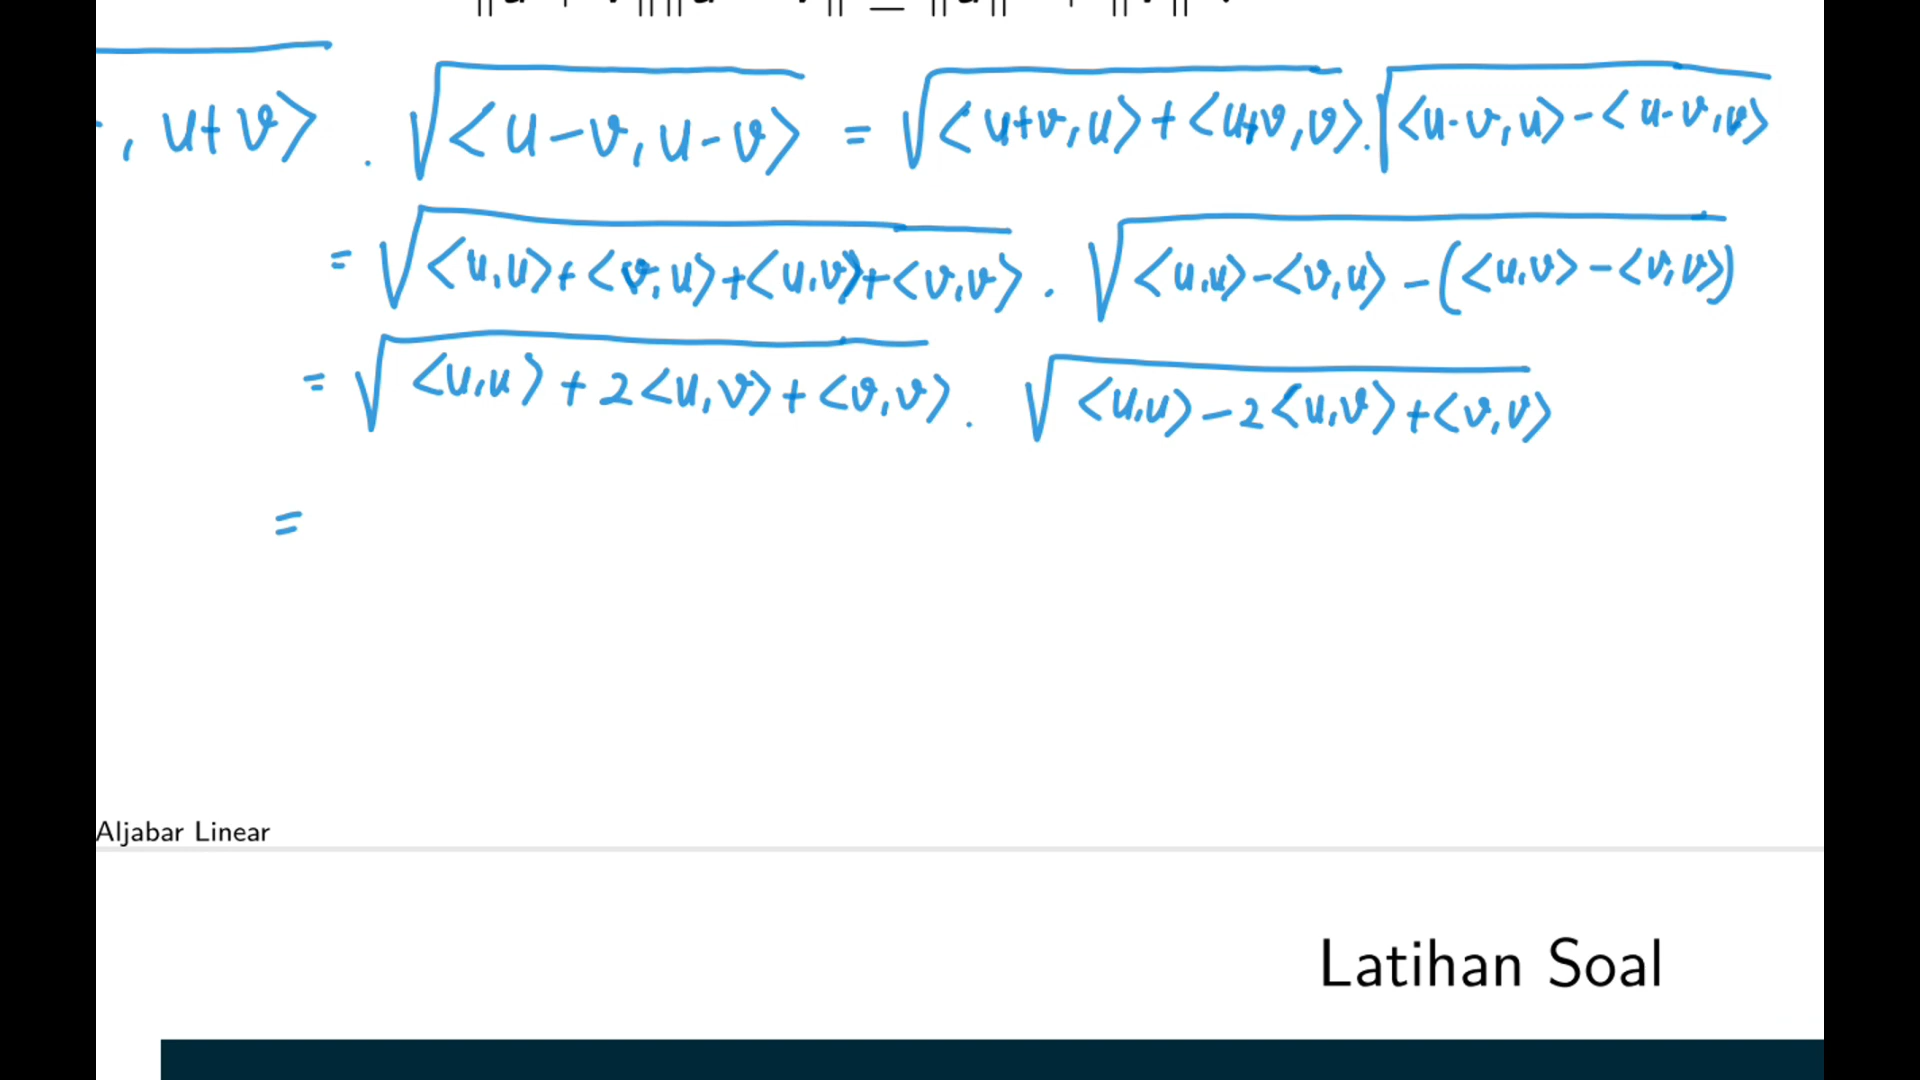 , u+v⟩ . √⟨u-v, u-v⟩ = √⟨u+v, u⟩+⟨u+v, v⟩ . √⟨u-v, u⟩-⟨u-v, v⟩
= √⟨u,u⟩+⟨v,u⟩+⟨u,v⟩+⟨v,v⟩ . √⟨u,u⟩-⟨v,u⟩-(⟨u,v⟩-⟨v,v⟩)
= √⟨u,u⟩+2⟨u,v⟩+⟨v,v⟩ . √⟨u,u⟩-2⟨u,v⟩+⟨v,v⟩
=
Aljabar Linear
Latihan Soal